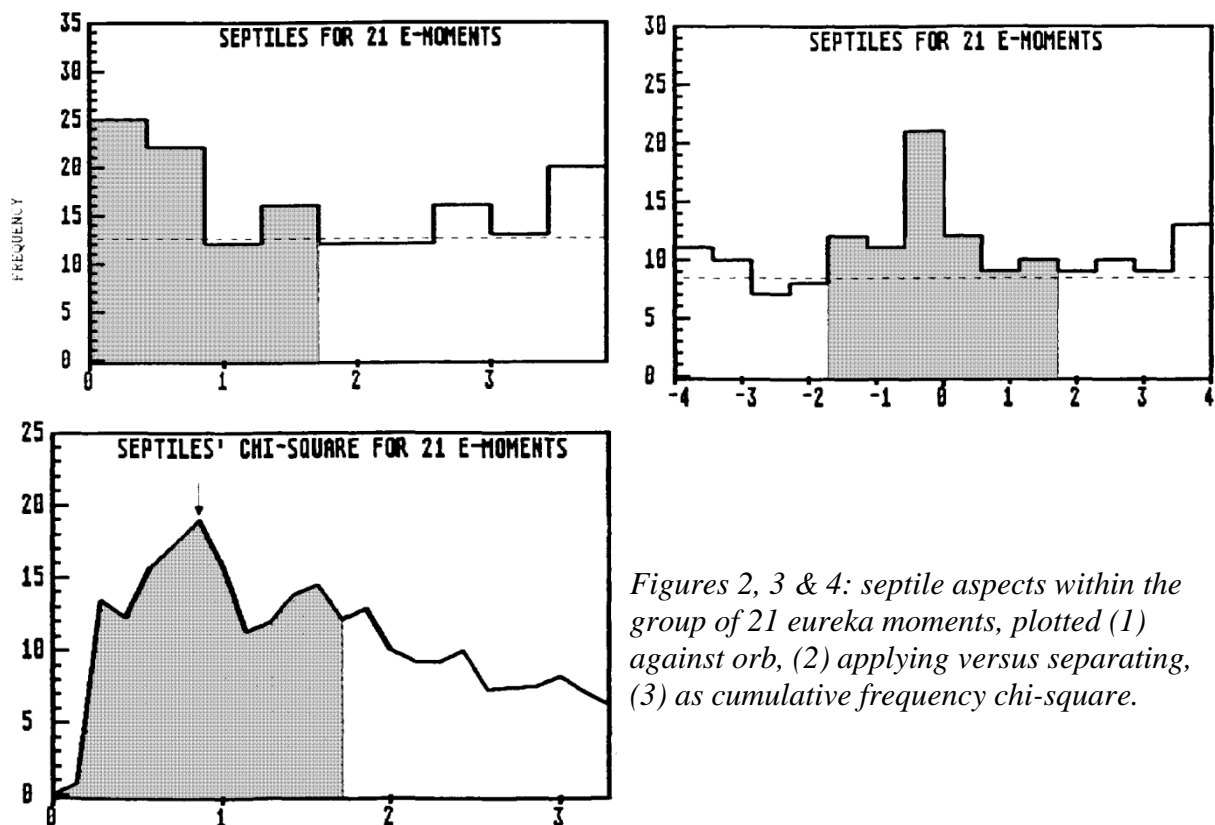 SEPTILES FOR 21 E-MOMENTS
35
30
25
20
15
10
5
0
FREQUENCY
0 1 2 3
SEPTILES FOR 21 E-MOMENTS
30
25
20
15
10
5
0
-4 -3 -2 -1 0 1 2 3 4
SEPTILES' CHI-SQUARE FOR 21 E-MOMENTS
25
20
15
10
5
0
0 1 2 3
Figures 2, 3 & 4: septile aspects within the
group of 21 eureka moments, plotted (1)
against orb, (2) applying versus separating,
(3) as cumulative frequency chi-square.